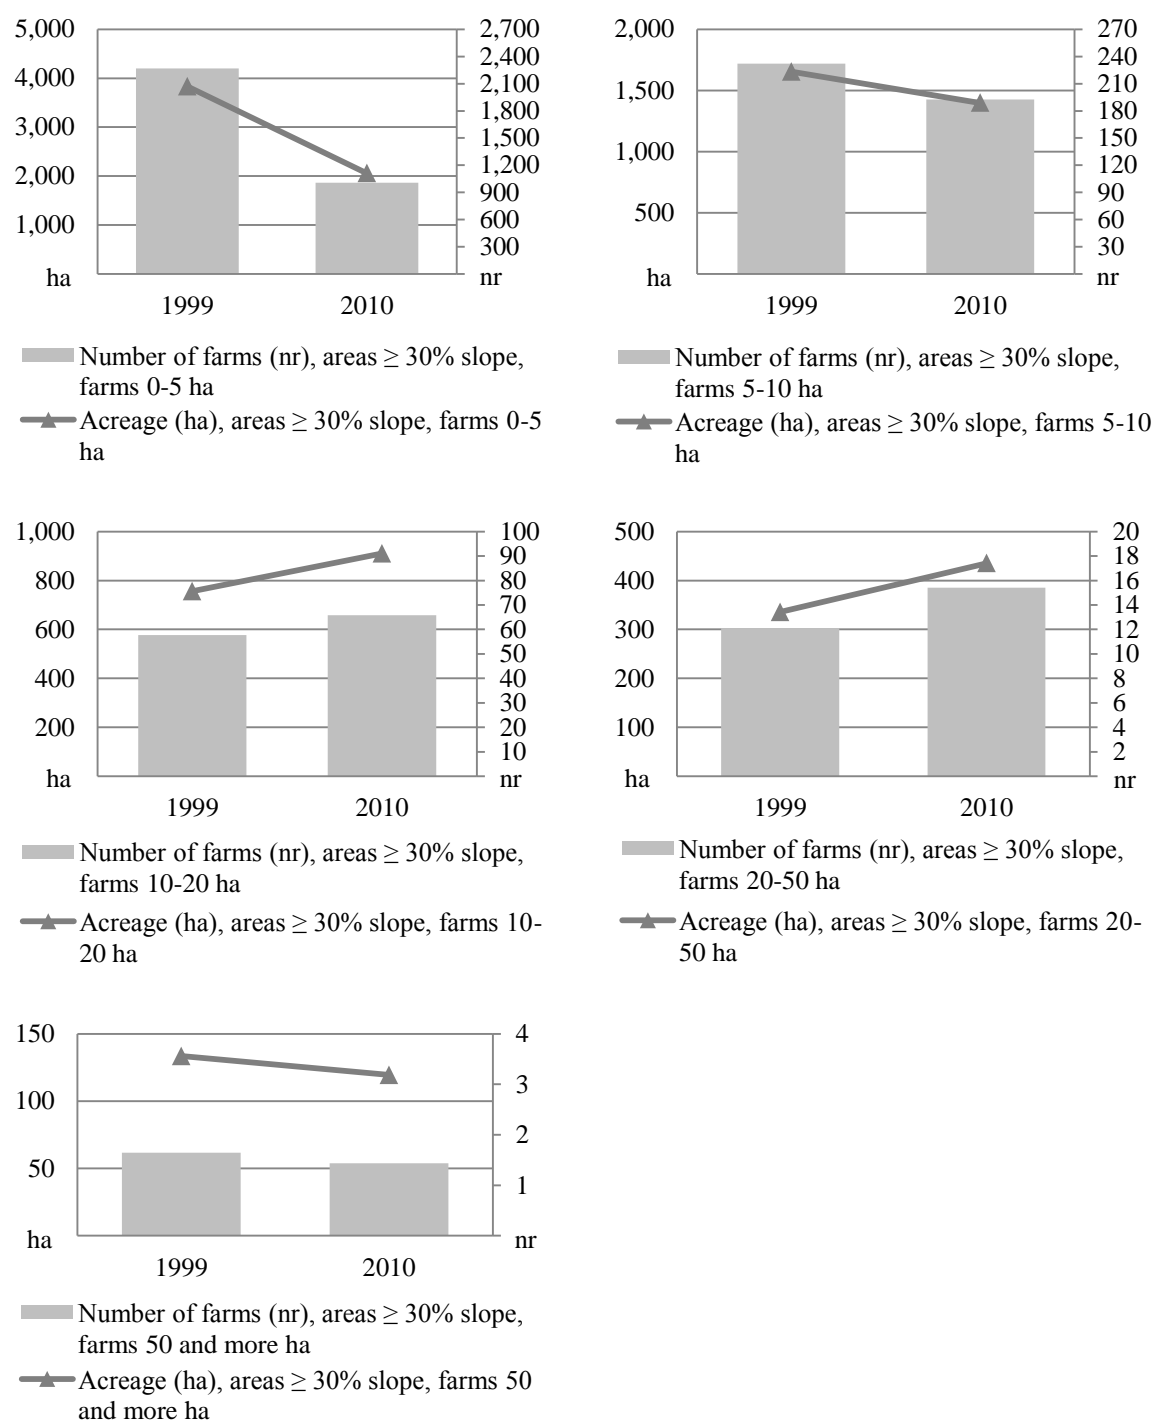 5,000
4,000
3,000
2,000
1,000
ha
2,700
2,400
2,100
1,800
1,500
1,200
900
600
300
nr
1999 2010
Number of farms (nr), areas ≥ 30% slope,
farms 0-5 ha
Acreage (ha), areas ≥ 30% slope, farms 0-5
ha
2,000
1,500
1,000
500
ha
270
240
210
180
150
120
90
60
30
nr
1999 2010
Number of farms (nr), areas ≥ 30% slope,
farms 5-10 ha
Acreage (ha), areas ≥ 30% slope, farms 5-10
ha
1,000
800
600
400
200
ha
100
90
80
70
60
50
40
30
20
10
nr
1999 2010
Number of farms (nr), areas ≥ 30% slope,
farms 10-20 ha
Acreage (ha), areas ≥ 30% slope, farms 10-
20 ha
500
400
300
200
100
ha
20
18
16
14
12
10
8
6
4
2
nr
1999 2010
Number of farms (nr), areas ≥ 30% slope,
farms 20-50 ha
Acreage (ha), areas ≥ 30% slope, farms 20-
50 ha
150
100
50
ha
4
3
2
1
nr
1999 2010
Number of farms (nr), areas ≥ 30% slope,
farms 50 and more ha
Acreage (ha), areas ≥ 30% slope, farms 50
and more ha